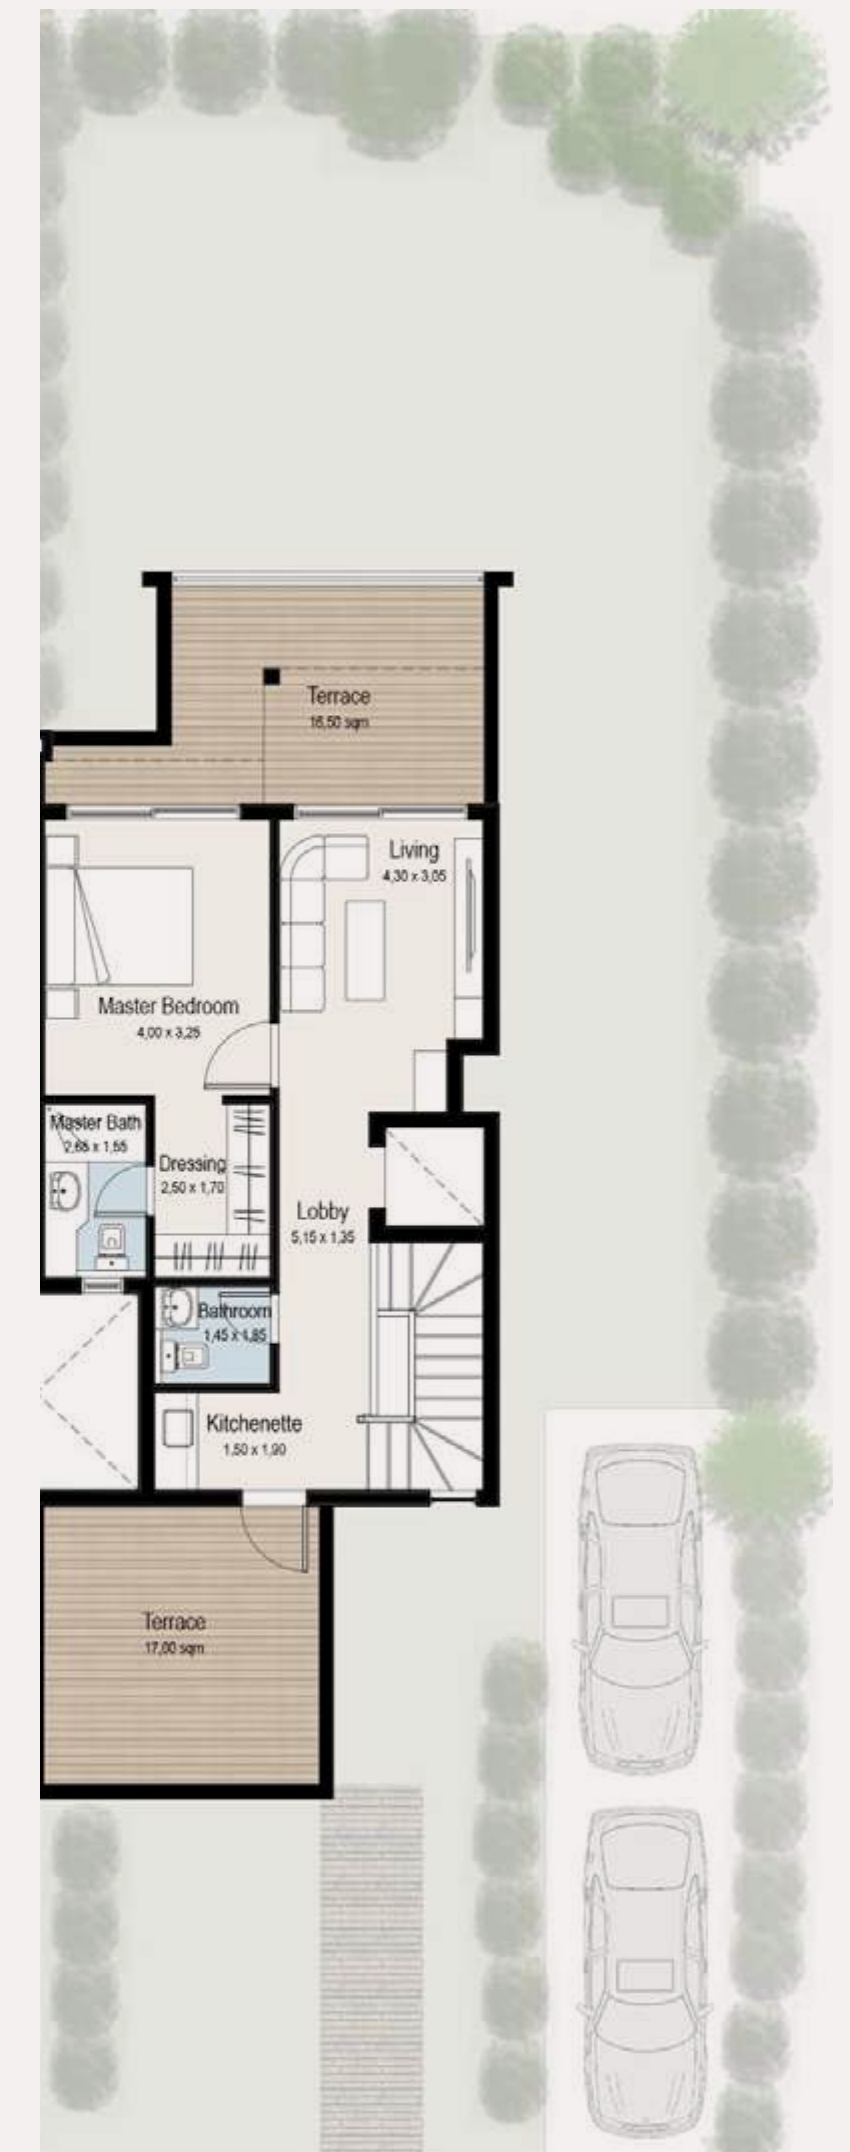 Terrace
16,50 sqm
Living
4,30 x 3,05
Master Bedroom
4,00 x 3,25
Master Bath
2,65 x 1,55
Dressing
2,50 x 1,70
Lobby
5,15 x 1,35
Bathroom
1,45 x 1,85
Kitchenette
1,50 x 1,90
Terrace
17,00 sqm